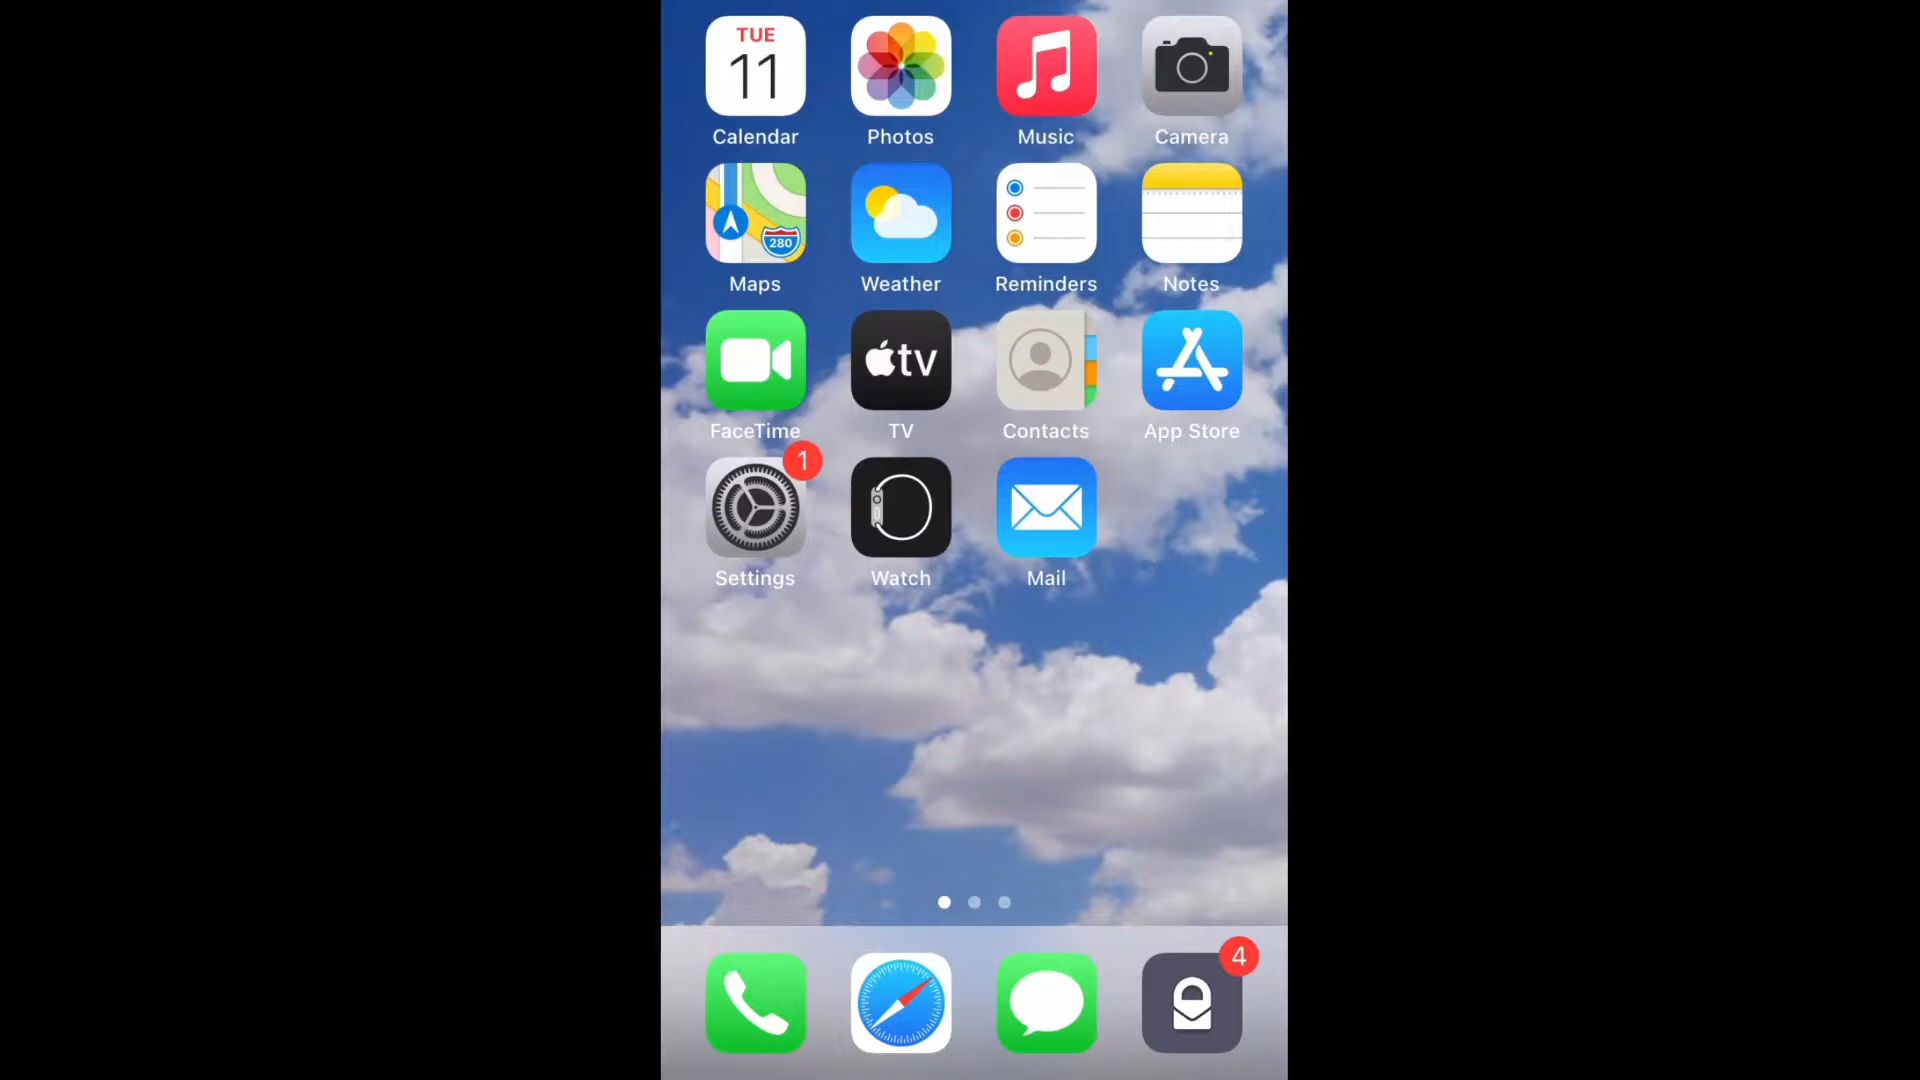 TUE
11
Calendar Photos Music Camera
280
Maps Weather Reminders Notes
tv
FaceTime TV Contacts App Store
1
Settings Watch Mail
4